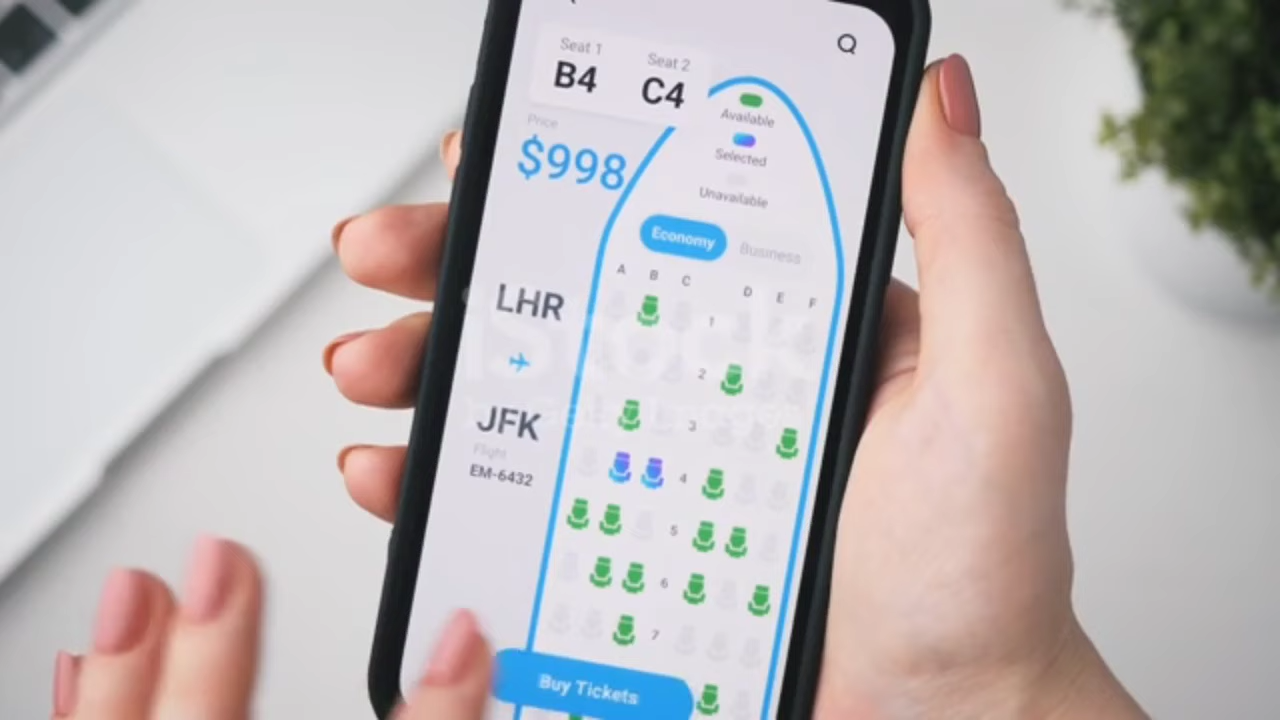 Seat 1
B4
Seat 2
C4
Price
$998
Available
Selected
Unavailable
Economy
Business
A B C D E F
1
2
LHR
3
JFK
Flight
EM-6432
4
5
6
7
Buy Tickets
iStock